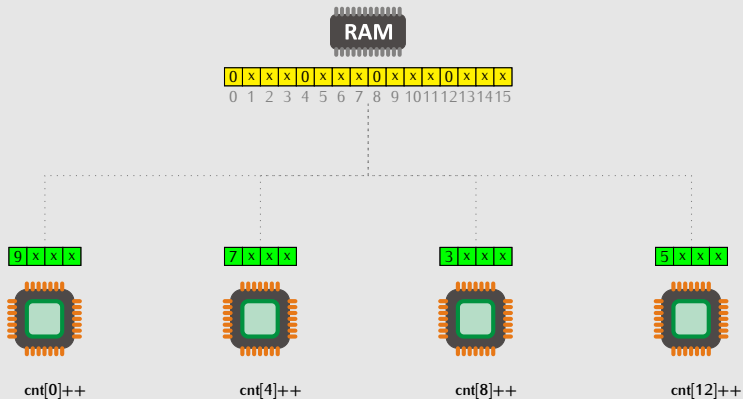 RAM
0 x x x 0 x x x 0 x x x 0 x x x
0 1 2 3 4 5 6 7 8 9 10 11 12 13 14 15
9 x x x 7 x x x 3 x x x 5 x x x
cnt[0]++ cnt[4]++ cnt[8]++ cnt[12]++